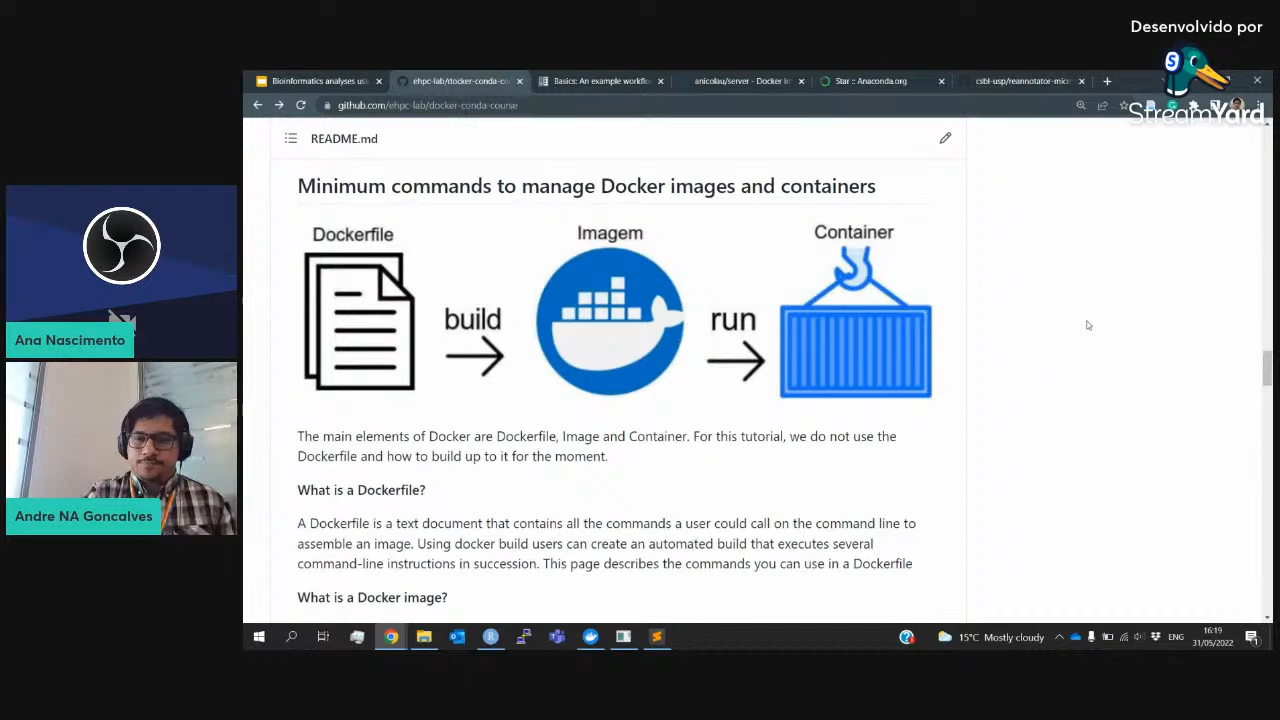 Desenvolvido por
StreamYard
Bioinformatics analyses usi
ehpc-lab/docker-conda-co
Basics: An example workflo
anicolau/server - Docker Im
Star :: Anaconda.org
csbl-usp/reannotator-micr
github.com/ehpc-lab/docker-conda-course
README.md
Minimum commands to manage Docker images and containers
Dockerfile
Imagem
Container
build
run
The main elements of Docker are Dockerfile, Image and Container. For this tutorial, we do not use the
Dockerfile and how to build up to it for the moment.
What is a Dockerfile?
A Dockerfile is a text document that contains all the commands a user could call on the command line to
assemble an image. Using docker build users can create an automated build that executes several
command-line instructions in succession. This page describes the commands you can use in a Dockerfile
What is a Docker image?
Ana Nascimento
Andre NA Goncalves
15°C Mostly cloudy
ENG
16:19
31/05/2022